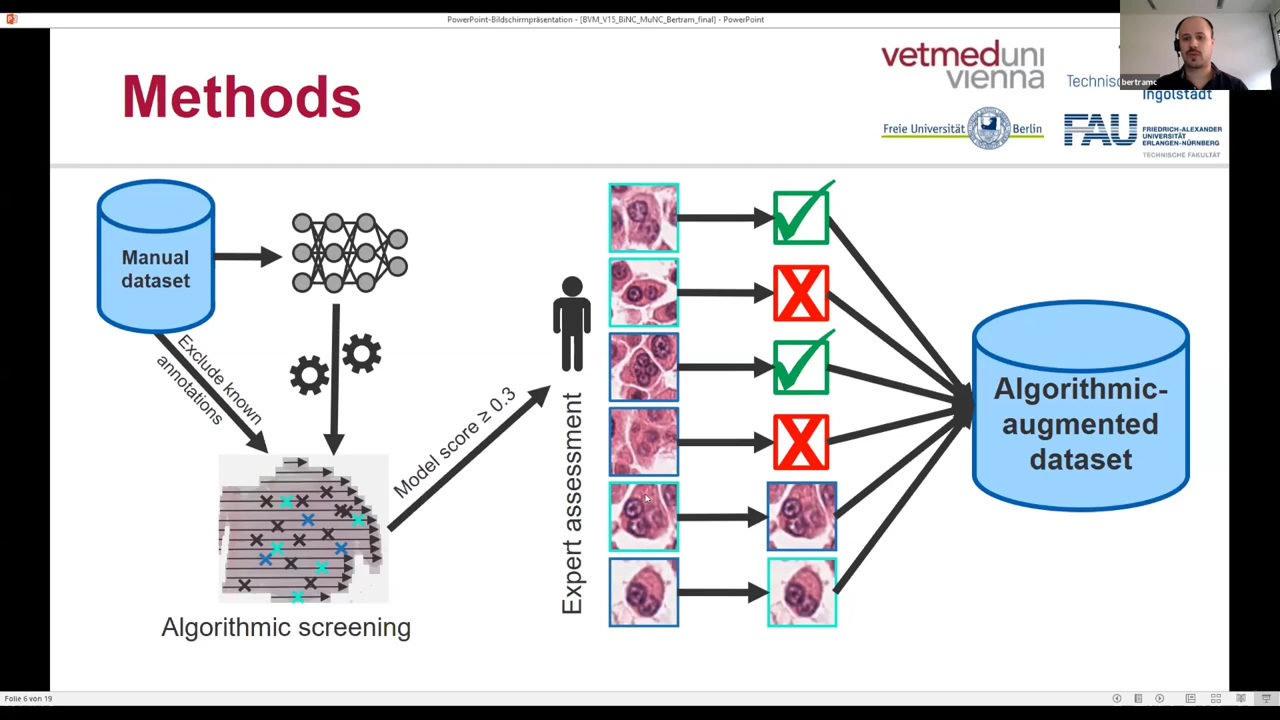 PowerPoint-Bildschirmpräsentation - [BVM_V15_BiNC_MuNC_Bertram_final] - PowerPoint
Methods
vetmeduni
vienna
Ingolstadt
bertramc
Freie Universität Berlin
FAU
FRIEDRICH-ALEXANDER
UNIVERSITÄT
ERLANGEN-NÜRNBERG
TECHNISCHE FAKULTÄT
Manual
dataset
Exclude known
annotations
Model score ≥ 0.3
Algorithmic screening
Expert assessment
Algorithmic-
augmented
dataset
Folie 6 von 19